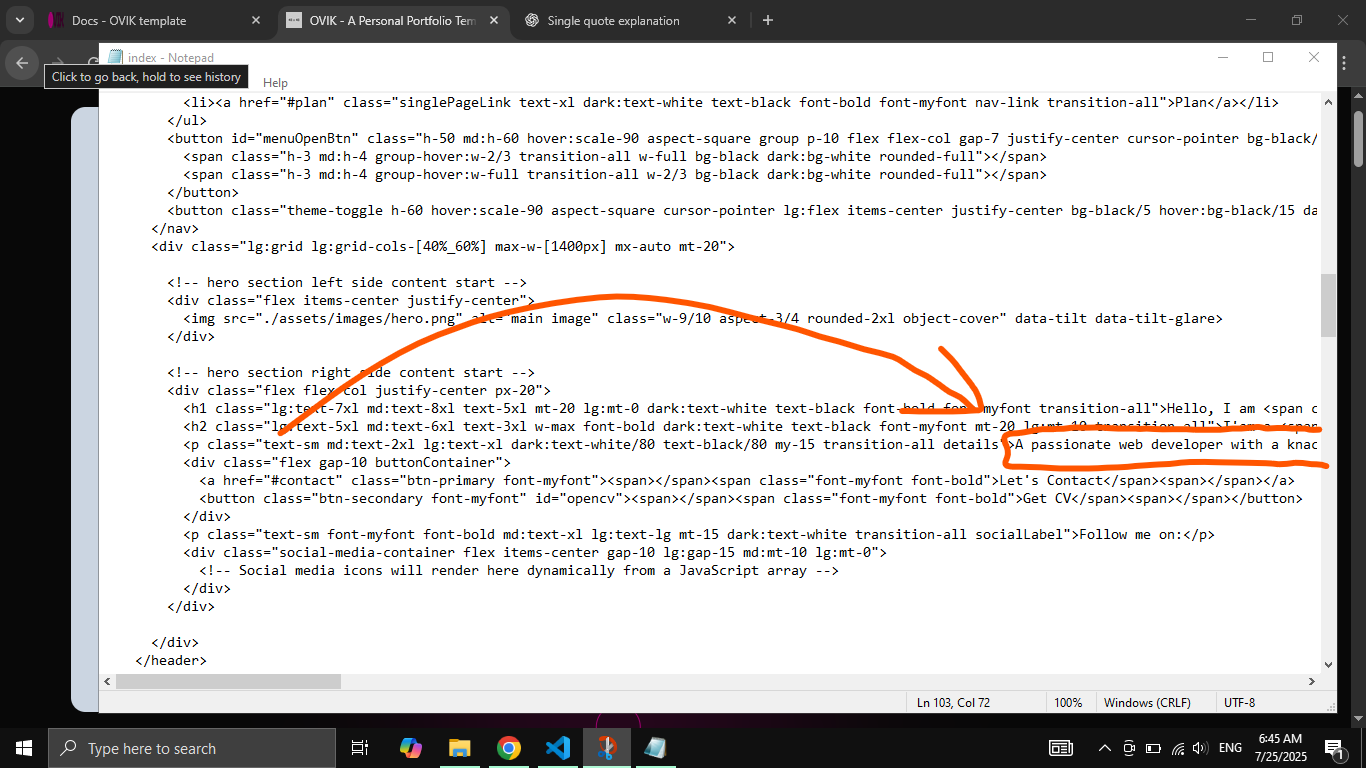 Docs - OVIK template
OVIK - A Personal Portfolio Tem
Single quote explanation
index - Notepad
Click to go back, hold to see history
Help
<li><a href="#plan" class="singlePageLink text-xl dark:text-white text-black font-bold font-myfont nav-link transition-all">Plan</a></li>
</ul>
<button id="menuOpenBtn" class="h-50 md:h-60 hover:scale-90 aspect-square group p-10 flex flex-col gap-7 justify-center cursor-pointer bg-black/
<span class="h-3 md:h-4 group-hover:w-2/3 transition-all w-full bg-black dark:bg-white rounded-full"></span>
<span class="h-3 md:h-4 group-hover:w-full transition-all w-2/3 bg-black dark:bg-white rounded-full"></span>
</button>
<button class="theme-toggle h-60 hover:scale-90 aspect-square cursor-pointer lg:flex items-center justify-center bg-black/5 hover:bg-black/15 da
</nav>
<div class="lg:grid lg:grid-cols-[40%_60%] max-w-[1400px] mx-auto mt-20">
<!-- hero section left side content start -->
<div class="flex items-center justify-center">
<img src="./assets/images/hero.png" alt="main image" class="w-9/10 aspect-3/4 rounded-2xl object-cover" data-tilt data-tilt-glare>
</div>
<!-- hero section right side content start -->
<div class="flex flex-col justify-center px-20">
<h1 class="lg:text-7xl md:text-8xl text-5xl mt-20 lg:mt-0 dark:text-white text-black font-bold font-myfont transition-all">Hello, I am <span c
<h2 class="lg:text-5xl md:text-6xl text-3xl w-max font-bold dark:text-white text-black font-myfont mt-20 lg:mt-10 transition-all">I'm a <span
<p class="text-sm md:text-2xl lg:text-xl dark:text-white/80 text-black/80 my-15 transition-all details">A passionate web developer with a knac
<div class="flex gap-10 buttonContainer">
<a href="#contact" class="btn-primary font-myfont"><span></span><span class="font-myfont font-bold">Let's Contact</span><span></span></a>
<button class="btn-secondary font-myfont" id="opencv"><span></span><span class="font-myfont font-bold">Get CV</span><span></span></button>
</div>
<p class="text-sm font-myfont font-bold md:text-xl lg:text-lg mt-15 dark:text-white transition-all socialLabel">Follow me on:</p>
<div class="social-media-container flex items-center gap-10 lg:gap-15 md:mt-10 lg:mt-0">
<!-- Social media icons will render here dynamically from a JavaScript array -->
</div>
</div>
</div>
</header>
Ln 103, Col 72
100%
Windows (CRLF)
UTF-8
Type here to search
ENG
6:45 AM
7/25/2025
1